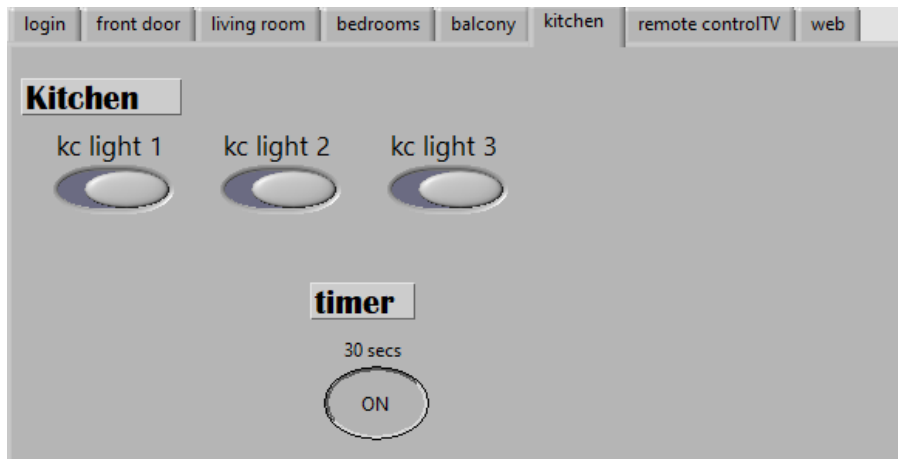 login front door living room bedrooms balcony kitchen remote controlTV web
Kitchen
kc light 1 kc light 2 kc light 3
timer
30 secs
ON